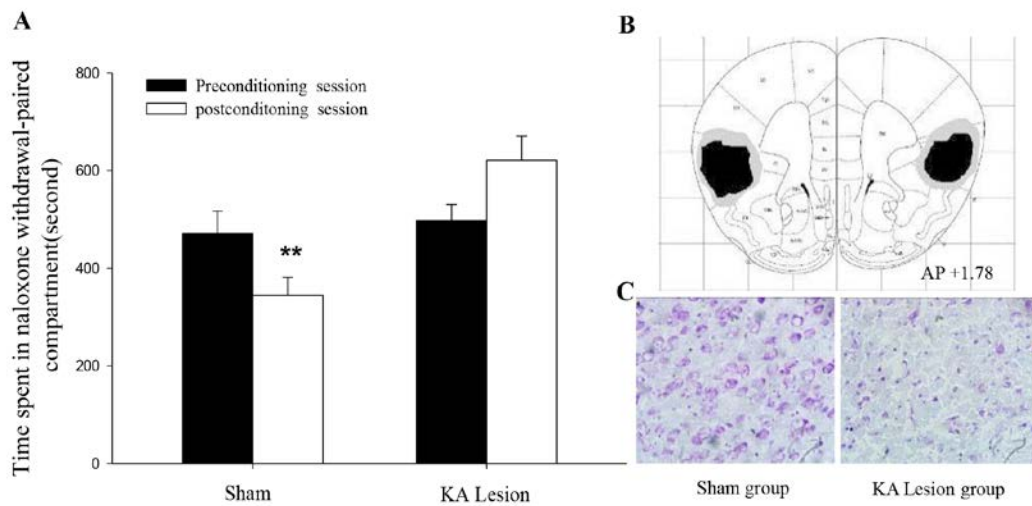 A
Time spent in naloxone withdrawal-paired
compartment(second)
800
600
400
200
0
Preconditioning session
postconditoning session
**
Sham
KA Lesion
B
AP +1.78
C
Sham group
KA Lesion group